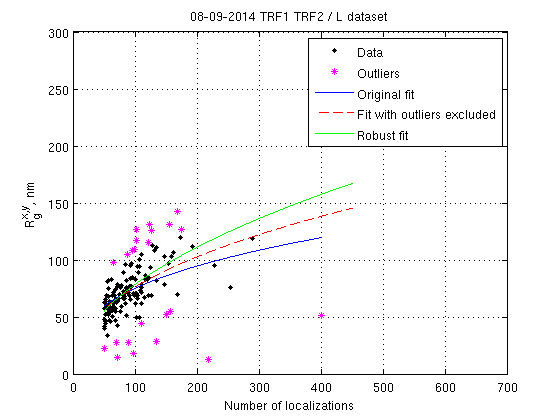 08-09-2014 TRF1 TRF2 / L dataset
300
250
200
150
100
50
0
R_g^x,y, nm
Data
Outliers
Original fit
Fit with outliers excluded
Robust fit
0 100 200 300 400 500 600 700
Number of localizations